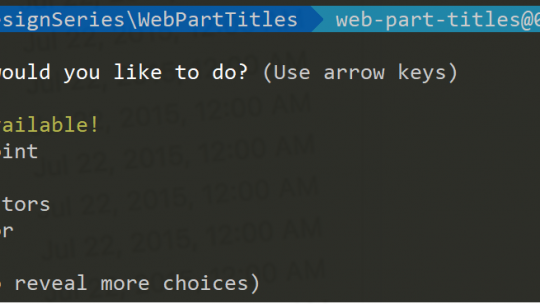 esignSeries\WebPartTitles web-part-titles@0
would you like to do? (Use arrow keys)
Jul 22, 2015, 12:00 AM
vailable!
Jul 22, 2015, 12:00 AM
oint
Jul 22, 2015, 12:00 AM
tors
Jul 22, 2015, 12:00 AM
or
Jul 22, 2015, 12:00 AM
o reveal more choices)